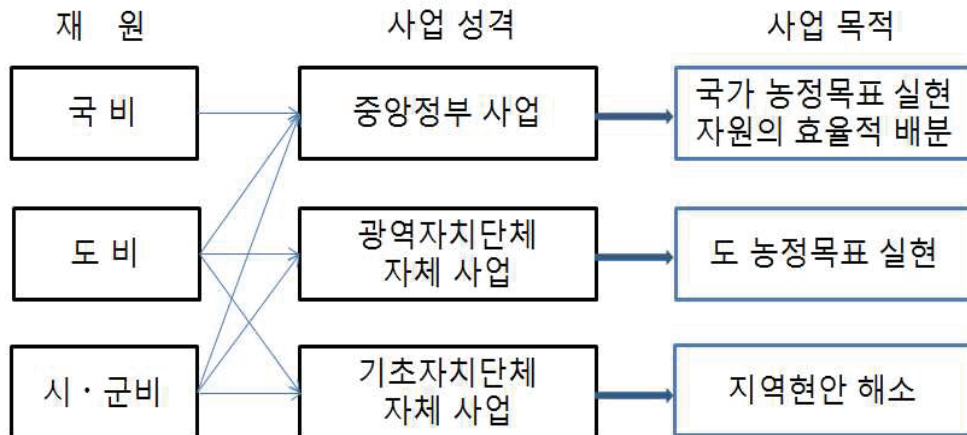 재 원
사업 성격
사업 목적
국 비
중앙정부 사업
국가 농정목표 실현
자원의 효율적 배분
도 비
광역자치단체
자체 사업
도 농정목표 실현
시·군비
기초자치단체
자체 사업
지역현안 해소